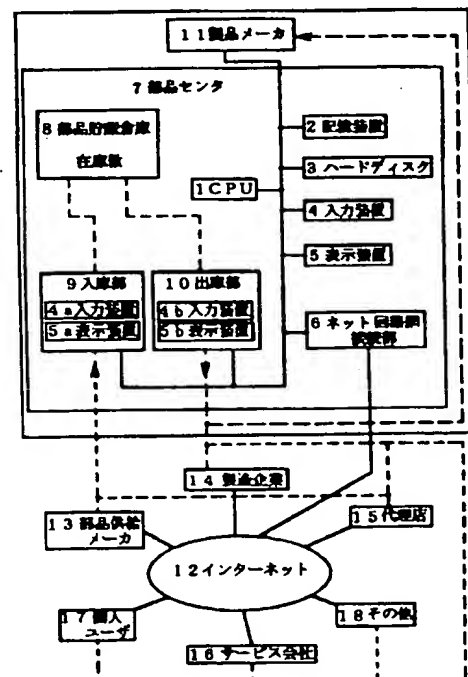 11製品メーカ
7部品センタ
8部品貯蔵倉庫
在庫数
2記憶装置
3ハードディスク
1CPU
4入力装置
5表示装置
9入庫部
4a入力装置
5a表示装置
10出庫部
4b入力装置
5b表示装置
6ネット回路網
接続部
14製造企業
13部品供給
メーカ
15代理店
12インターネット
17個人
ユーザ
18その他
16サービス会社